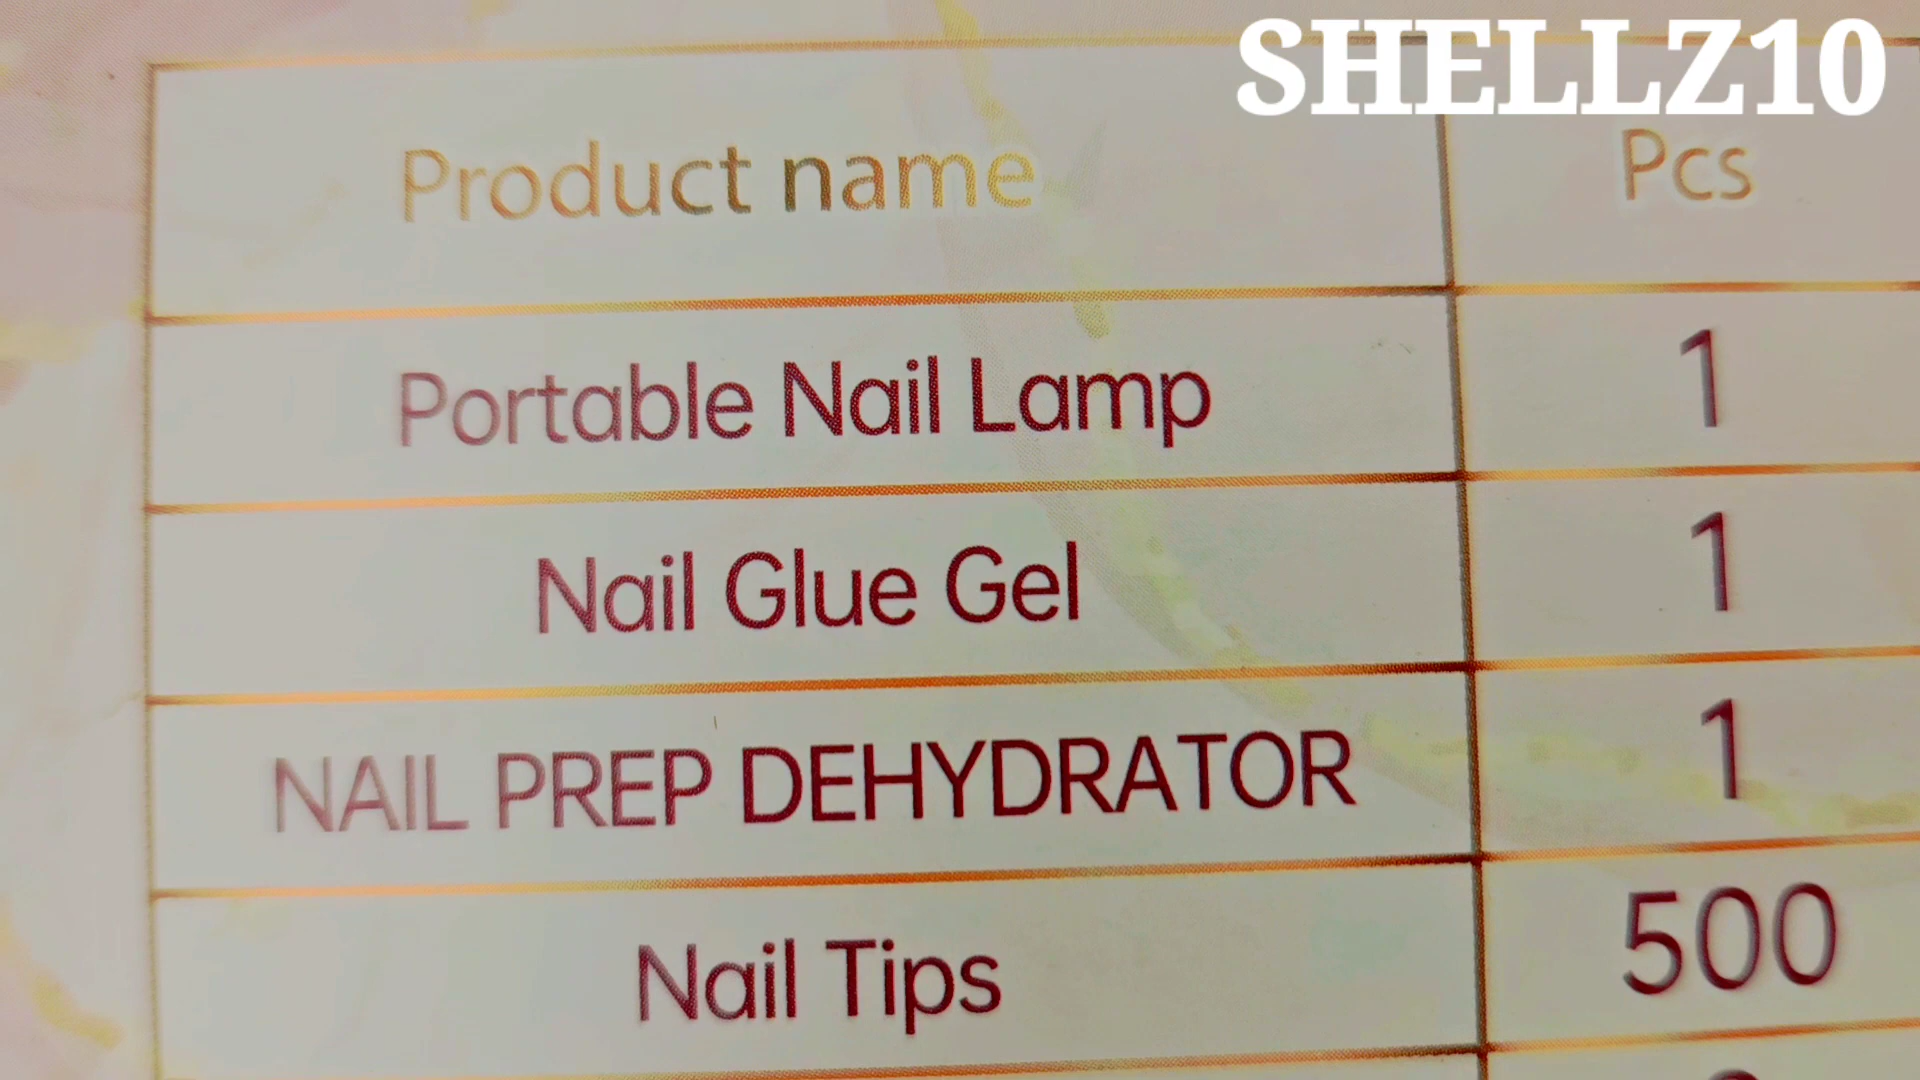 SHELLZ10
Product name Pcs
Portable Nail Lamp 1
Nail Glue Gel 1
NAIL PREP DEHYDRATOR 1
Nail Tips 500